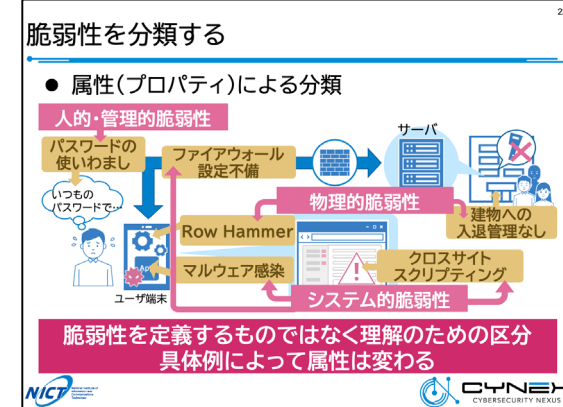 2
脆弱性を分類する
● 属性(プロパティ)による分類
人的・管理的脆弱性
パスワードの
使いわまし
ファイアウォール
設定不備
サーバ
いつもの
パスワードで…
物理的脆弱性
建物への
入退管理なし
Row Hammer
マルウェア感染
クロスサイト
スクリプティング
ユーザ端末
システム的脆弱性
脆弱性を定義するものではなく理解のための区分
具体例によって属性は変わる
NICT
CYNEX
CYBERSECURITY NEXUS